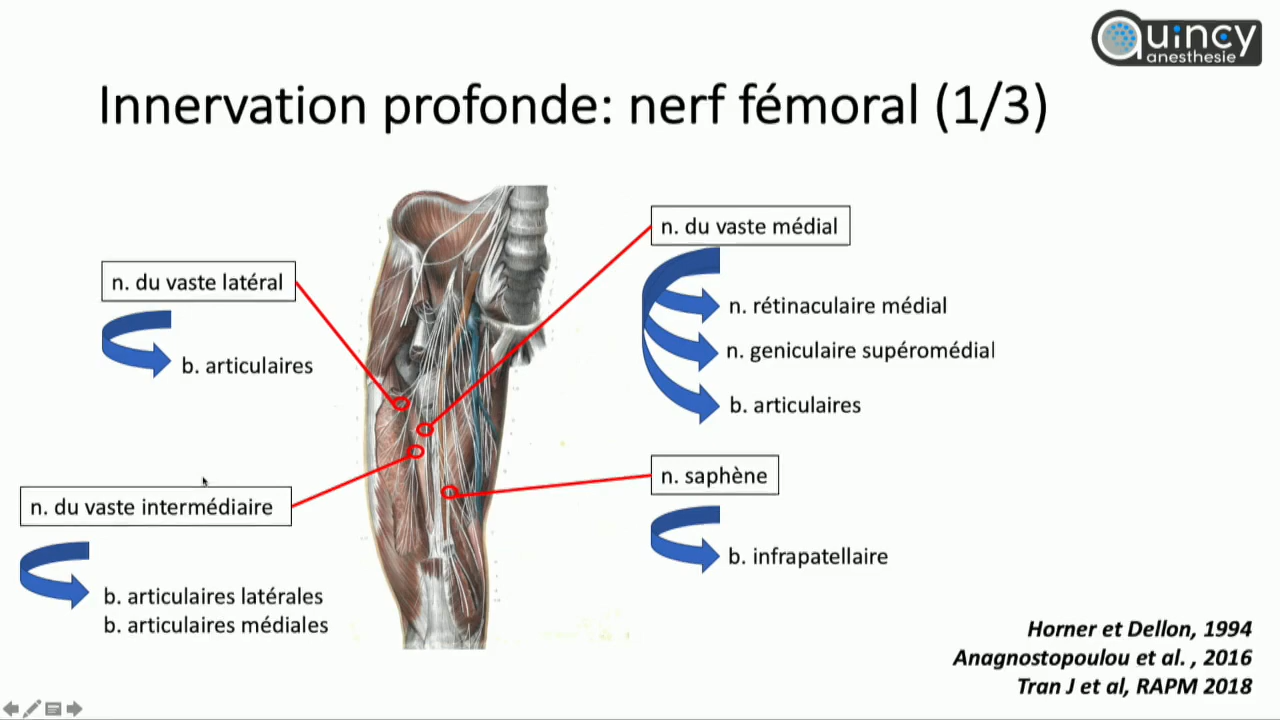 Quincy
anesthesie
Innervation profonde: nerf fémoral (1/3)
n. du vaste latéral
b. articulaires
n. du vaste intermédiaire
b. articulaires latérales
b. articulaires médiales
n. du vaste médial
n. rétinaculaire médial
n. geniculaire supéromédial
b. articulaires
n. saphène
b. infrapatellaire
Horner et Dellon, 1994
Anagnostopoulou et al. , 2016
Tran J et al, RAPM 2018